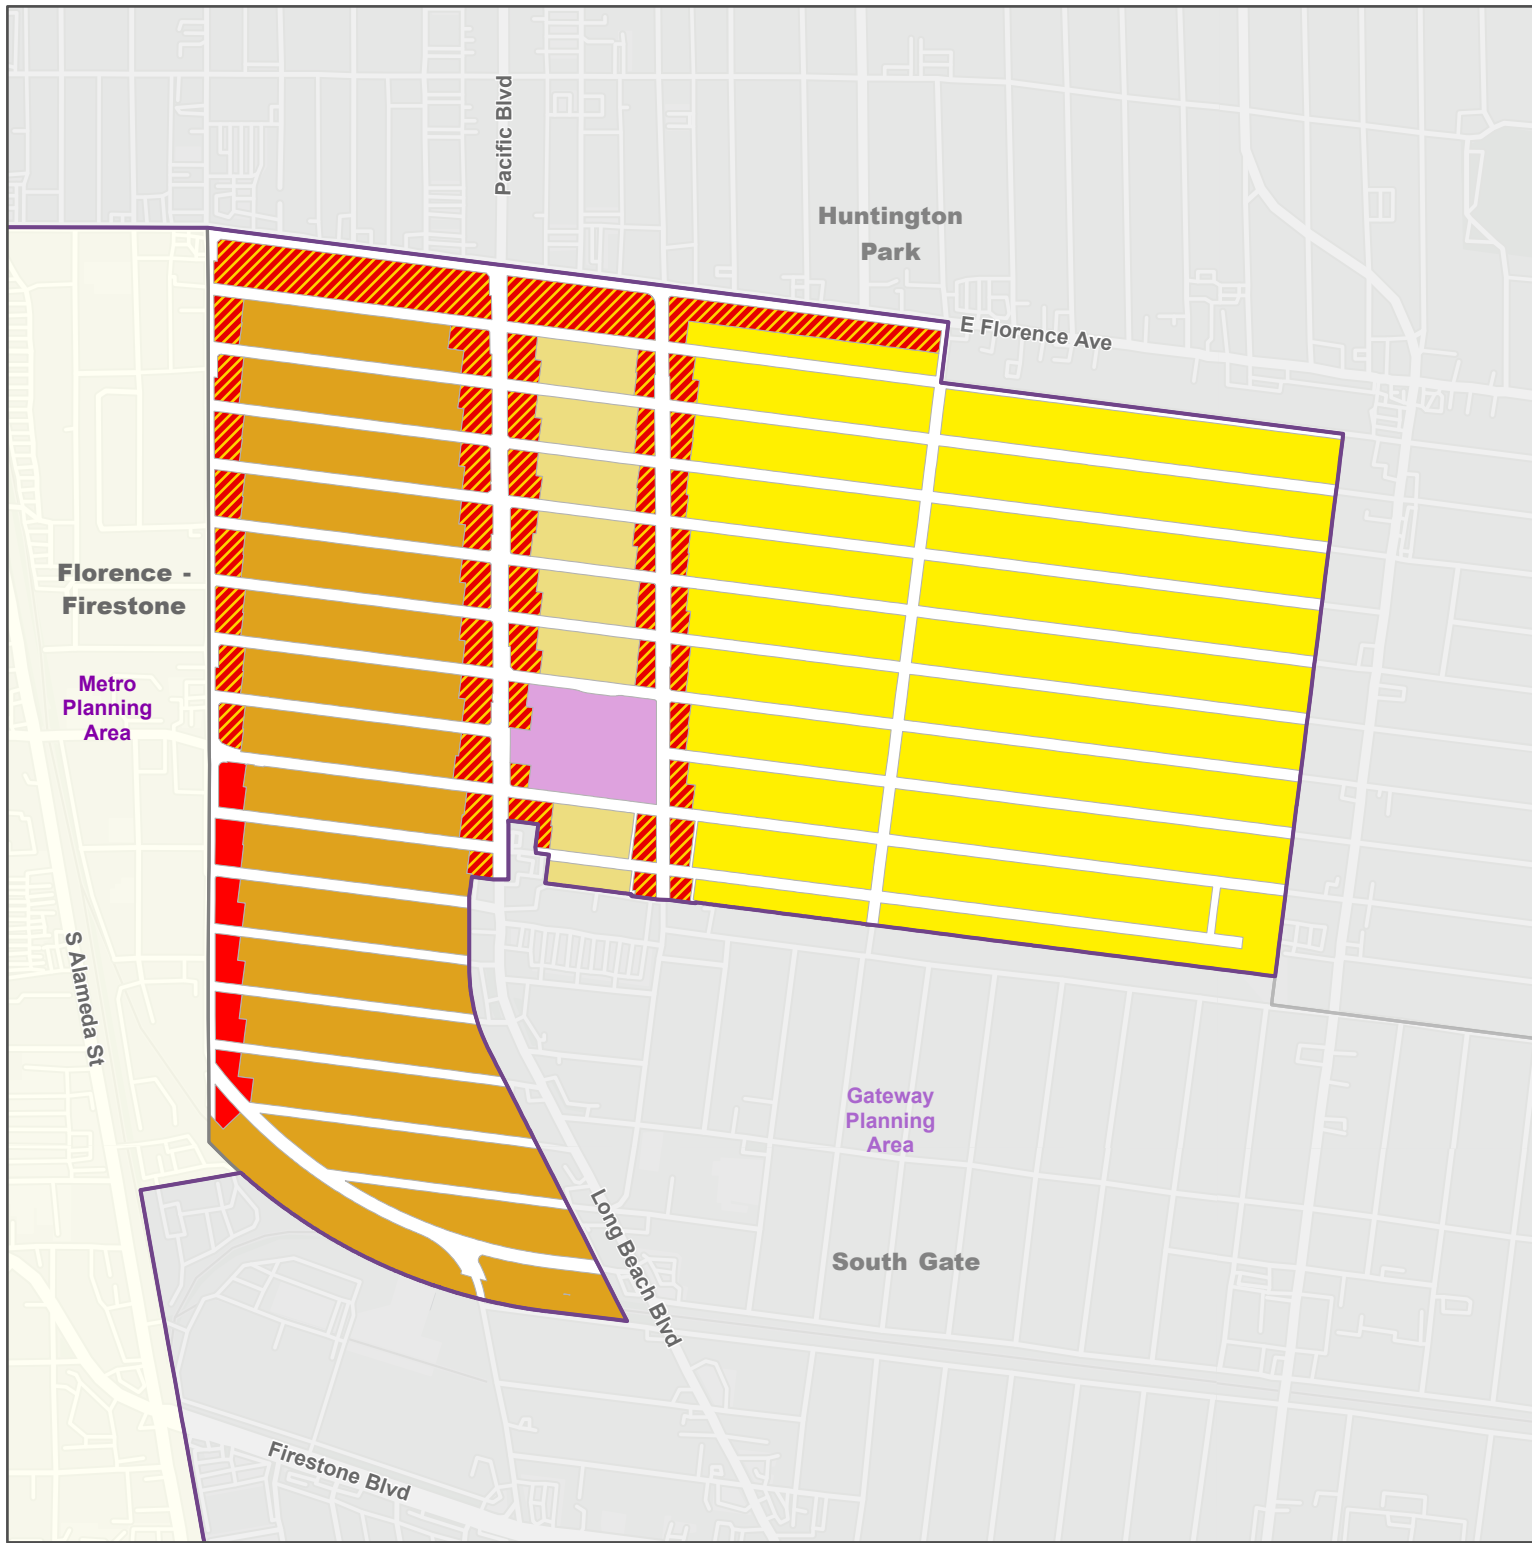 Pacific Blvd
Huntington
Park
E Florence Ave
Florence -
Firestone
Metro
Planning
Area
S Alameda St
Gateway
Planning
Area
Long Beach Blvd
South Gate
Firestone Blvd